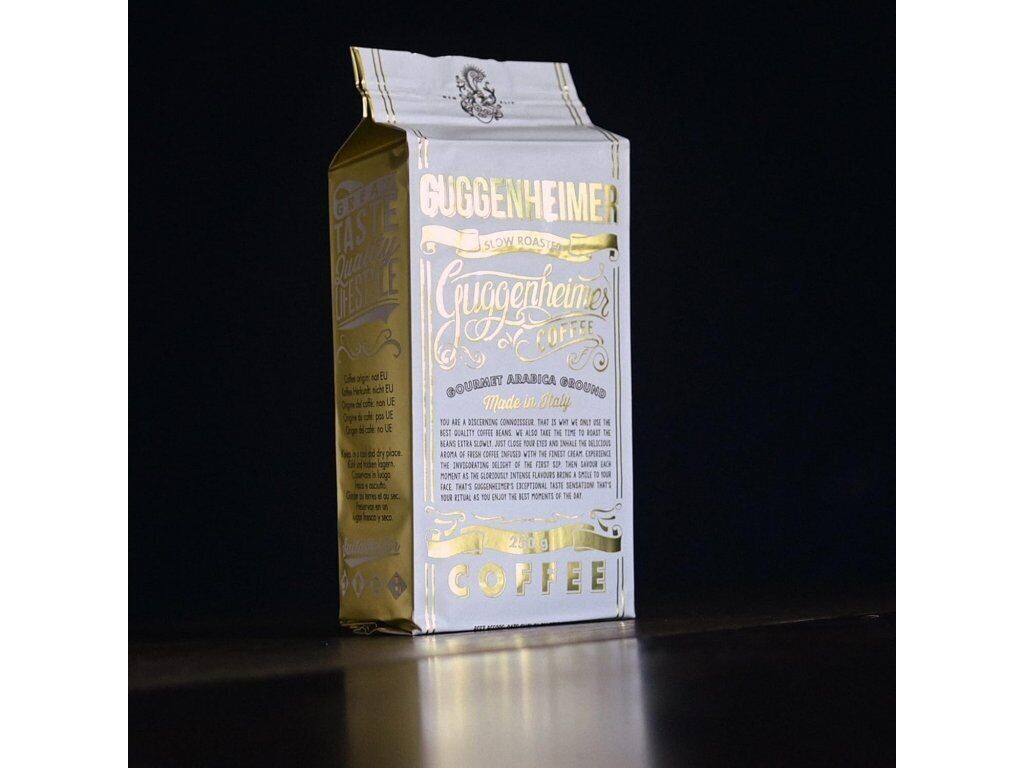 GUGGENHEIMER
SLOW ROASTED
Guggenheimer
COFFEE
GOURMET ARABICA GROUND
Made in Italy
YOU ARE A DISCERNING CONNOISSEUR. THAT IS WHY WE ONLY USE THE
BEST QUALITY COFFEE BEANS. WE ALSO TAKE THE TIME TO ROAST THE
BEANS EXTRA SLOWLY. JUST CLOSE YOUR EYES AND INHALE THE DELICIOUS
AROMA OF FRESH COFFEE INFUSED WITH THE FINEST CREAM. EXPERIENCE
THE INVIGORATING DELIGHT OF THE FIRST SIP. THEN SAVOUR EACH
MOMENT AS THE GLORIOUSLY INTENSE FLAVOURS BRING A SMILE TO YOUR
FACE. THAT'S GUGGENHEIMER'S EXCEPTIONAL TASTE SENSATION! THAT'S
YOUR RITUAL AS YOU ENJOY THE BEST MOMENTS OF THE DAY.
250 g
COFFEE
GREAT
TASTE
Quality
LIFESTYLE
Coffee origin: not EU
Kaffee Herkunft: nicht EU
Origine del caffè: non UE
Origine de café: pas UE
Origen del café: no UE
Keep in a cool and dry place.
Kühl und trocken lagern.
Conservare in luogo
fresco e asciutto.
Garder au terres et au sec.
Preservar en un
lugar fresco y seco.